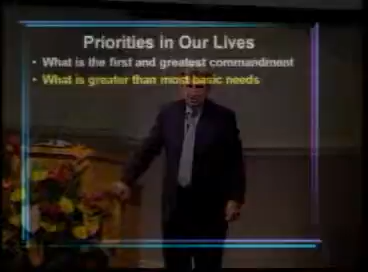 Priorities in Our Lives
• What is the first and greatest commandment
• What is greater than most basic needs